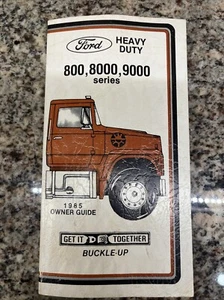 Ford
HEAVY
DUTY
800, 8000, 9000
series
1985
OWNER GUIDE
GET IT TOGETHER
BUCKLE-UP